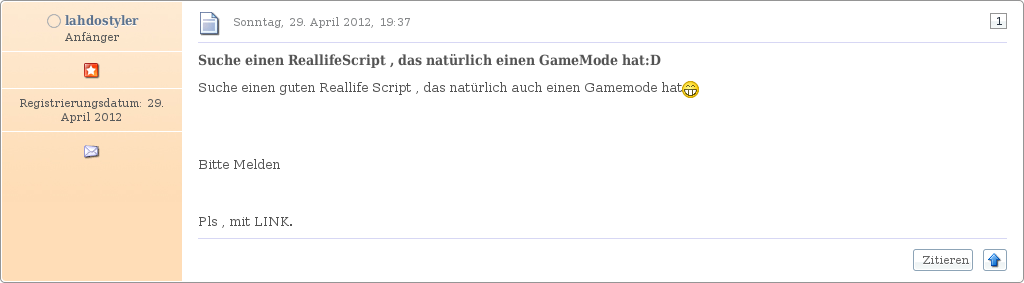 lahdostyler
Anfänger
Registrierungsdatum: 29.
April 2012
Sonntag, 29. April 2012, 19:37
1
Suche einen ReallifeScript , das natürlich einen GameMode hat:D
Suche einen guten Reallife Script , das natürlich auch einen Gamemode hat
Bitte Melden
Pls , mit LINK.
Zitieren